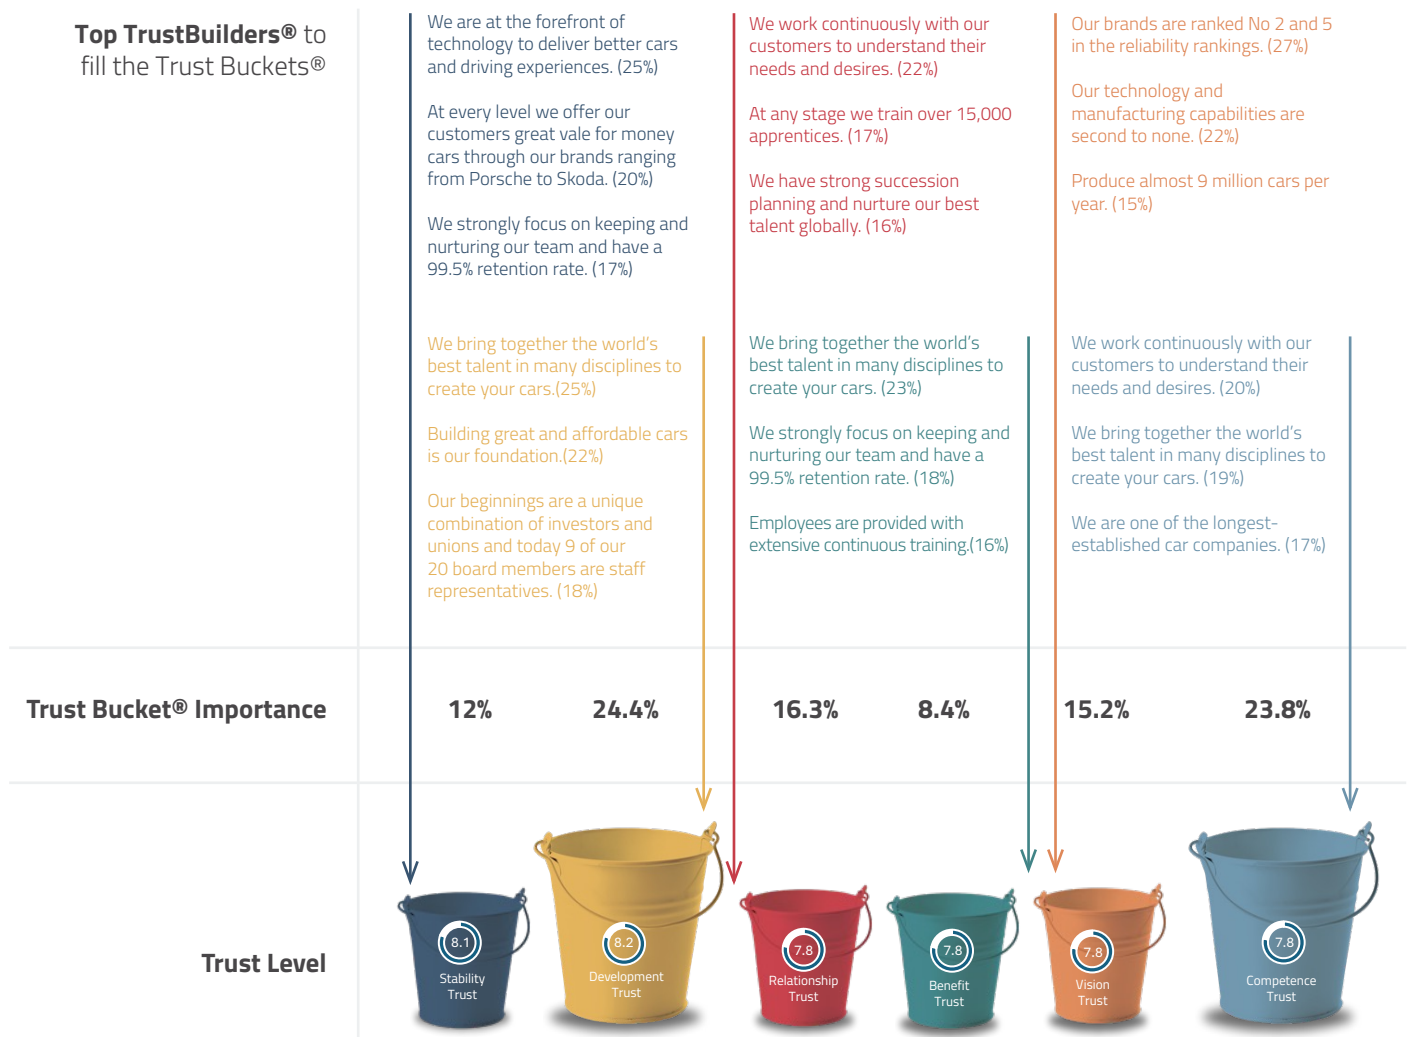 Top TrustBuilders® to
fill the Trust Buckets®
We are at the forefront of
technology to deliver better cars
and driving experiences. (25%)
At every level we offer our
customers great vale for money
cars through our brands ranging
from Porsche to Skoda. (20%)
We strongly focus on keeping and
nurturing our team and have a
99.5% retention rate. (17%)
We work continuously with our
customers to understand their
needs and desires. (22%)
At any stage we train over 15,000
apprentices. (17%)
We have strong succession
planning and nurture our best
talent globally. (16%)
Our brands are ranked No 2 and 5
in the reliability rankings. (27%)
Our technology and
manufacturing capabilities are
second to none. (22%)
Produce almost 9 million cars per
year. (15%)
We bring together the world's
best talent in many disciplines to
create your cars.(25%)
Building great and affordable cars
is our foundation.(22%)
Our beginnings are a unique
combination of investors and
unions and today 9 of our
20 board members are staff
representatives. (18%)
We bring together the world's
best talent in many disciplines to
create your cars. (23%)
We strongly focus on keeping and
nurturing our team and have a
99.5% retention rate. (18%)
Employees are provided with
extensive continuous training.(16%)
We work continuously with our
customers to understand their
needs and desires. (20%)
We bring together the world's
best talent in many disciplines to
create your cars. (19%)
We are one of the longest-
established car companies. (17%)
Trust Bucket® Importance
12%
24.4%
16.3%
8.4%
15.2%
23.8%
Trust Level
8.1
Stability
Trust
8.2
Development
Trust
7.8
Relationship
Trust
7.8
Benefit
Trust
7.8
Vision
Trust
7.8
Competence
Trust